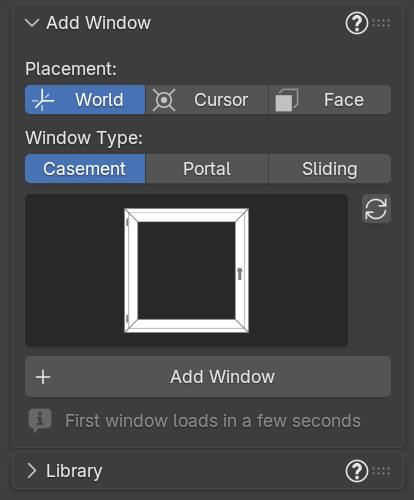 Add Window
Placement:
World Cursor Face
Window Type:
Casement Portal Sliding
Add Window
First window loads in a few seconds
Library